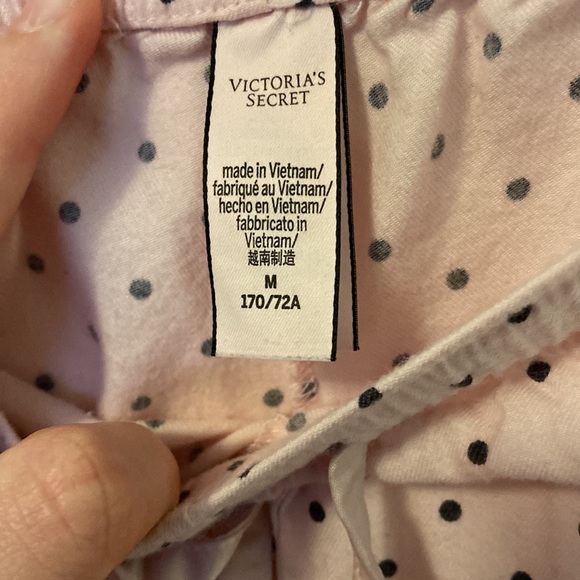 VICTORIA'S
SECRET
made in Vietnam/
fabriqué au Vietnam/
hecho en Vietnam/
fabbricato in
Vietnam/
越南制造
M
170/72A